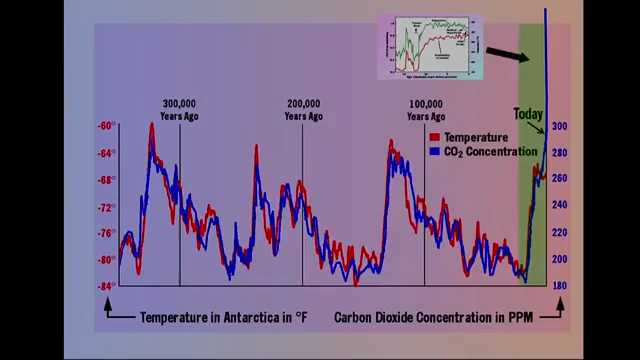 300,000
Years Ago
200,000
Years Ago
100,000
Years Ago
Today
Temperature
CO2 Concentration
-60°
-64°
-68°
-72°
-76°
-80°
-84°
300
280
260
240
220
200
180
Temperature in Antarctica in °F
Carbon Dioxide Concentration in PPM